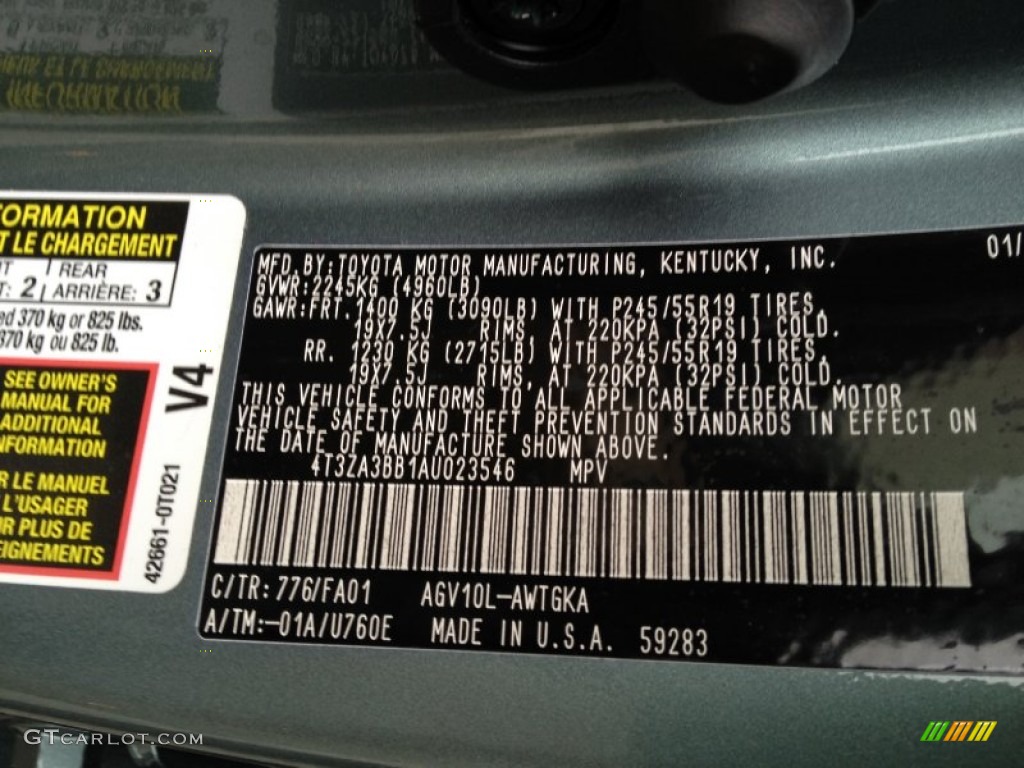 FORMATION
T LE CHARGEMENT
T: 2 REAR
ARRIÈRE: 3
ed 370 kg or 825 lbs.
370 kg ou 825 lb.
SEE OWNER'S
MANUAL FOR
ADDITIONAL
INFORMATION
R LE MANUEL
L'USAGER
R PLUS DE
EIGNEMENTS
V4
42661-0T021
01/
MFD. BY: TOYOTA MOTOR MANUFACTURING, KENTUCKY, INC.
GVWR: 2245KG (4960LB)
GAWR: FRT. 1400 KG (3090LB) WITH P245/55R19 TIRES,
19X7.5J RIMS, AT 220KPA (32PSI) COLD.
RR. 1230 KG (2715LB) WITH P245/55R19 TIRES,
19X7.5J RIMS, AT 220KPA (32PSI) COLD.
THIS VEHICLE CONFORMS TO ALL APPLICABLE FEDERAL MOTOR
VEHICLE SAFETY AND THEFT PREVENTION STANDARDS IN EFFECT ON
THE DATE OF MANUFACTURE SHOWN ABOVE.
4T3ZA3BB1AU023546 MPV
C/TR: 776/FA01 AGV10L-AWTGKA
A/TM:-01A/U760E MADE IN U.S.A. 59283
GTCARLOT.COM